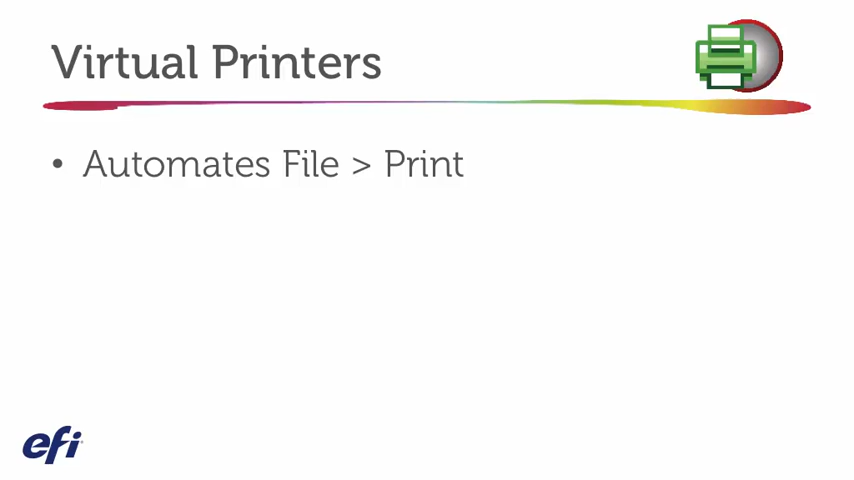 Virtual Printers
• Automates File > Print
efi